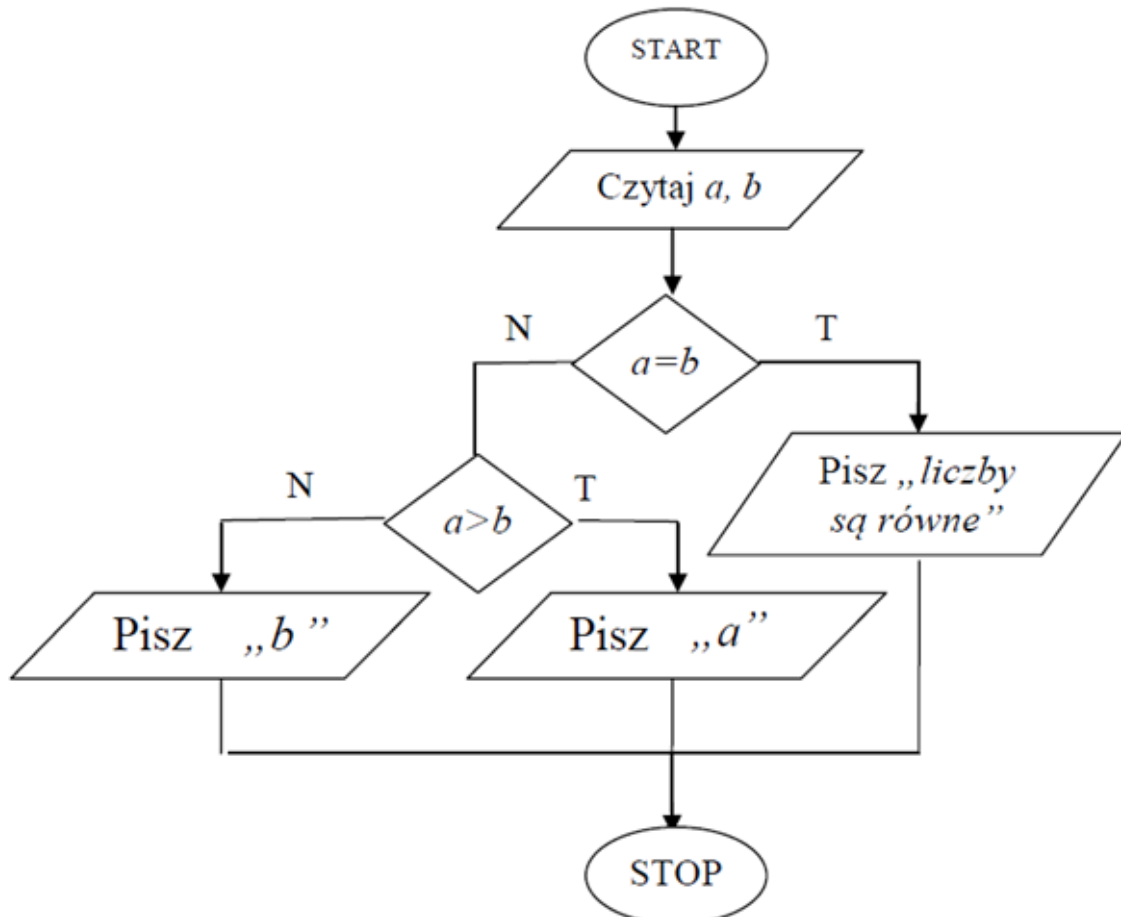 START
Czytaj a, b
N
T
a=b
Pisz „liczby
są równe”
N
T
a>b
Pisz „b”
Pisz „a”
STOP